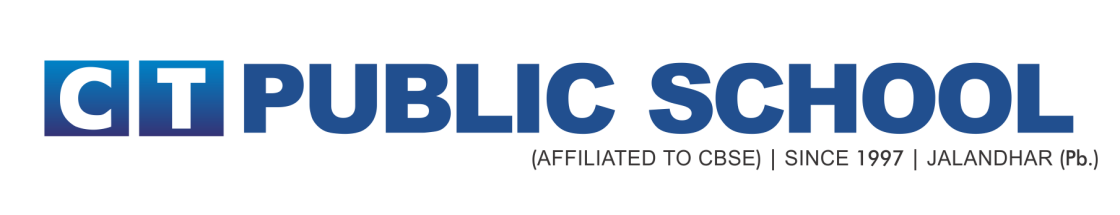 CT PUBLIC SCHOOL
(AFFILIATED TO CBSE) | SINCE 1997 | JALANDHAR (Pb.)